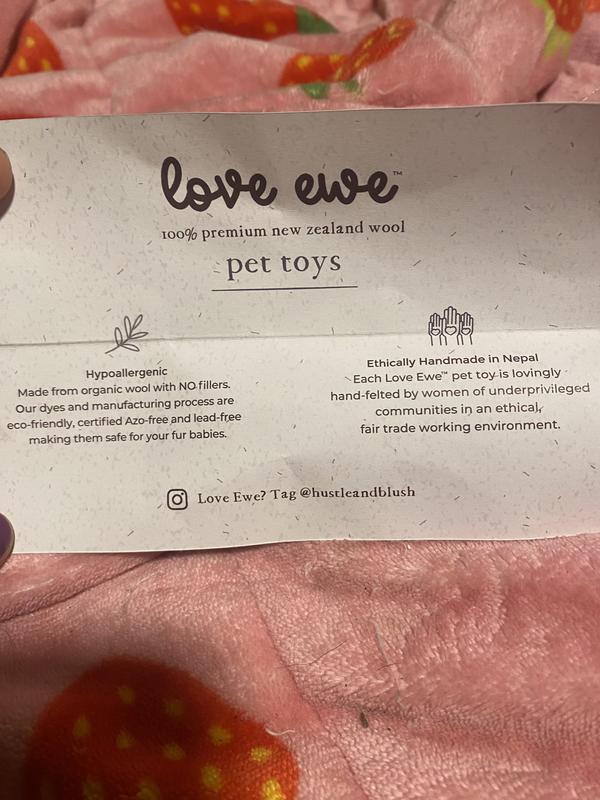 love ewe™
100% premium new zealand wool
pet toys
Hypoallergenic
Made from organic wool with NO fillers.
Our dyes and manufacturing process are
eco-friendly, certified Azo-free and lead-free
making them safe for your fur babies.
Ethically Handmade in Nepal
Each Love Ewe™ pet toy is lovingly
hand-felted by women of underprivileged
communities in an ethical,
fair trade working environment.
Love Ewe? Tag @hustleandblush